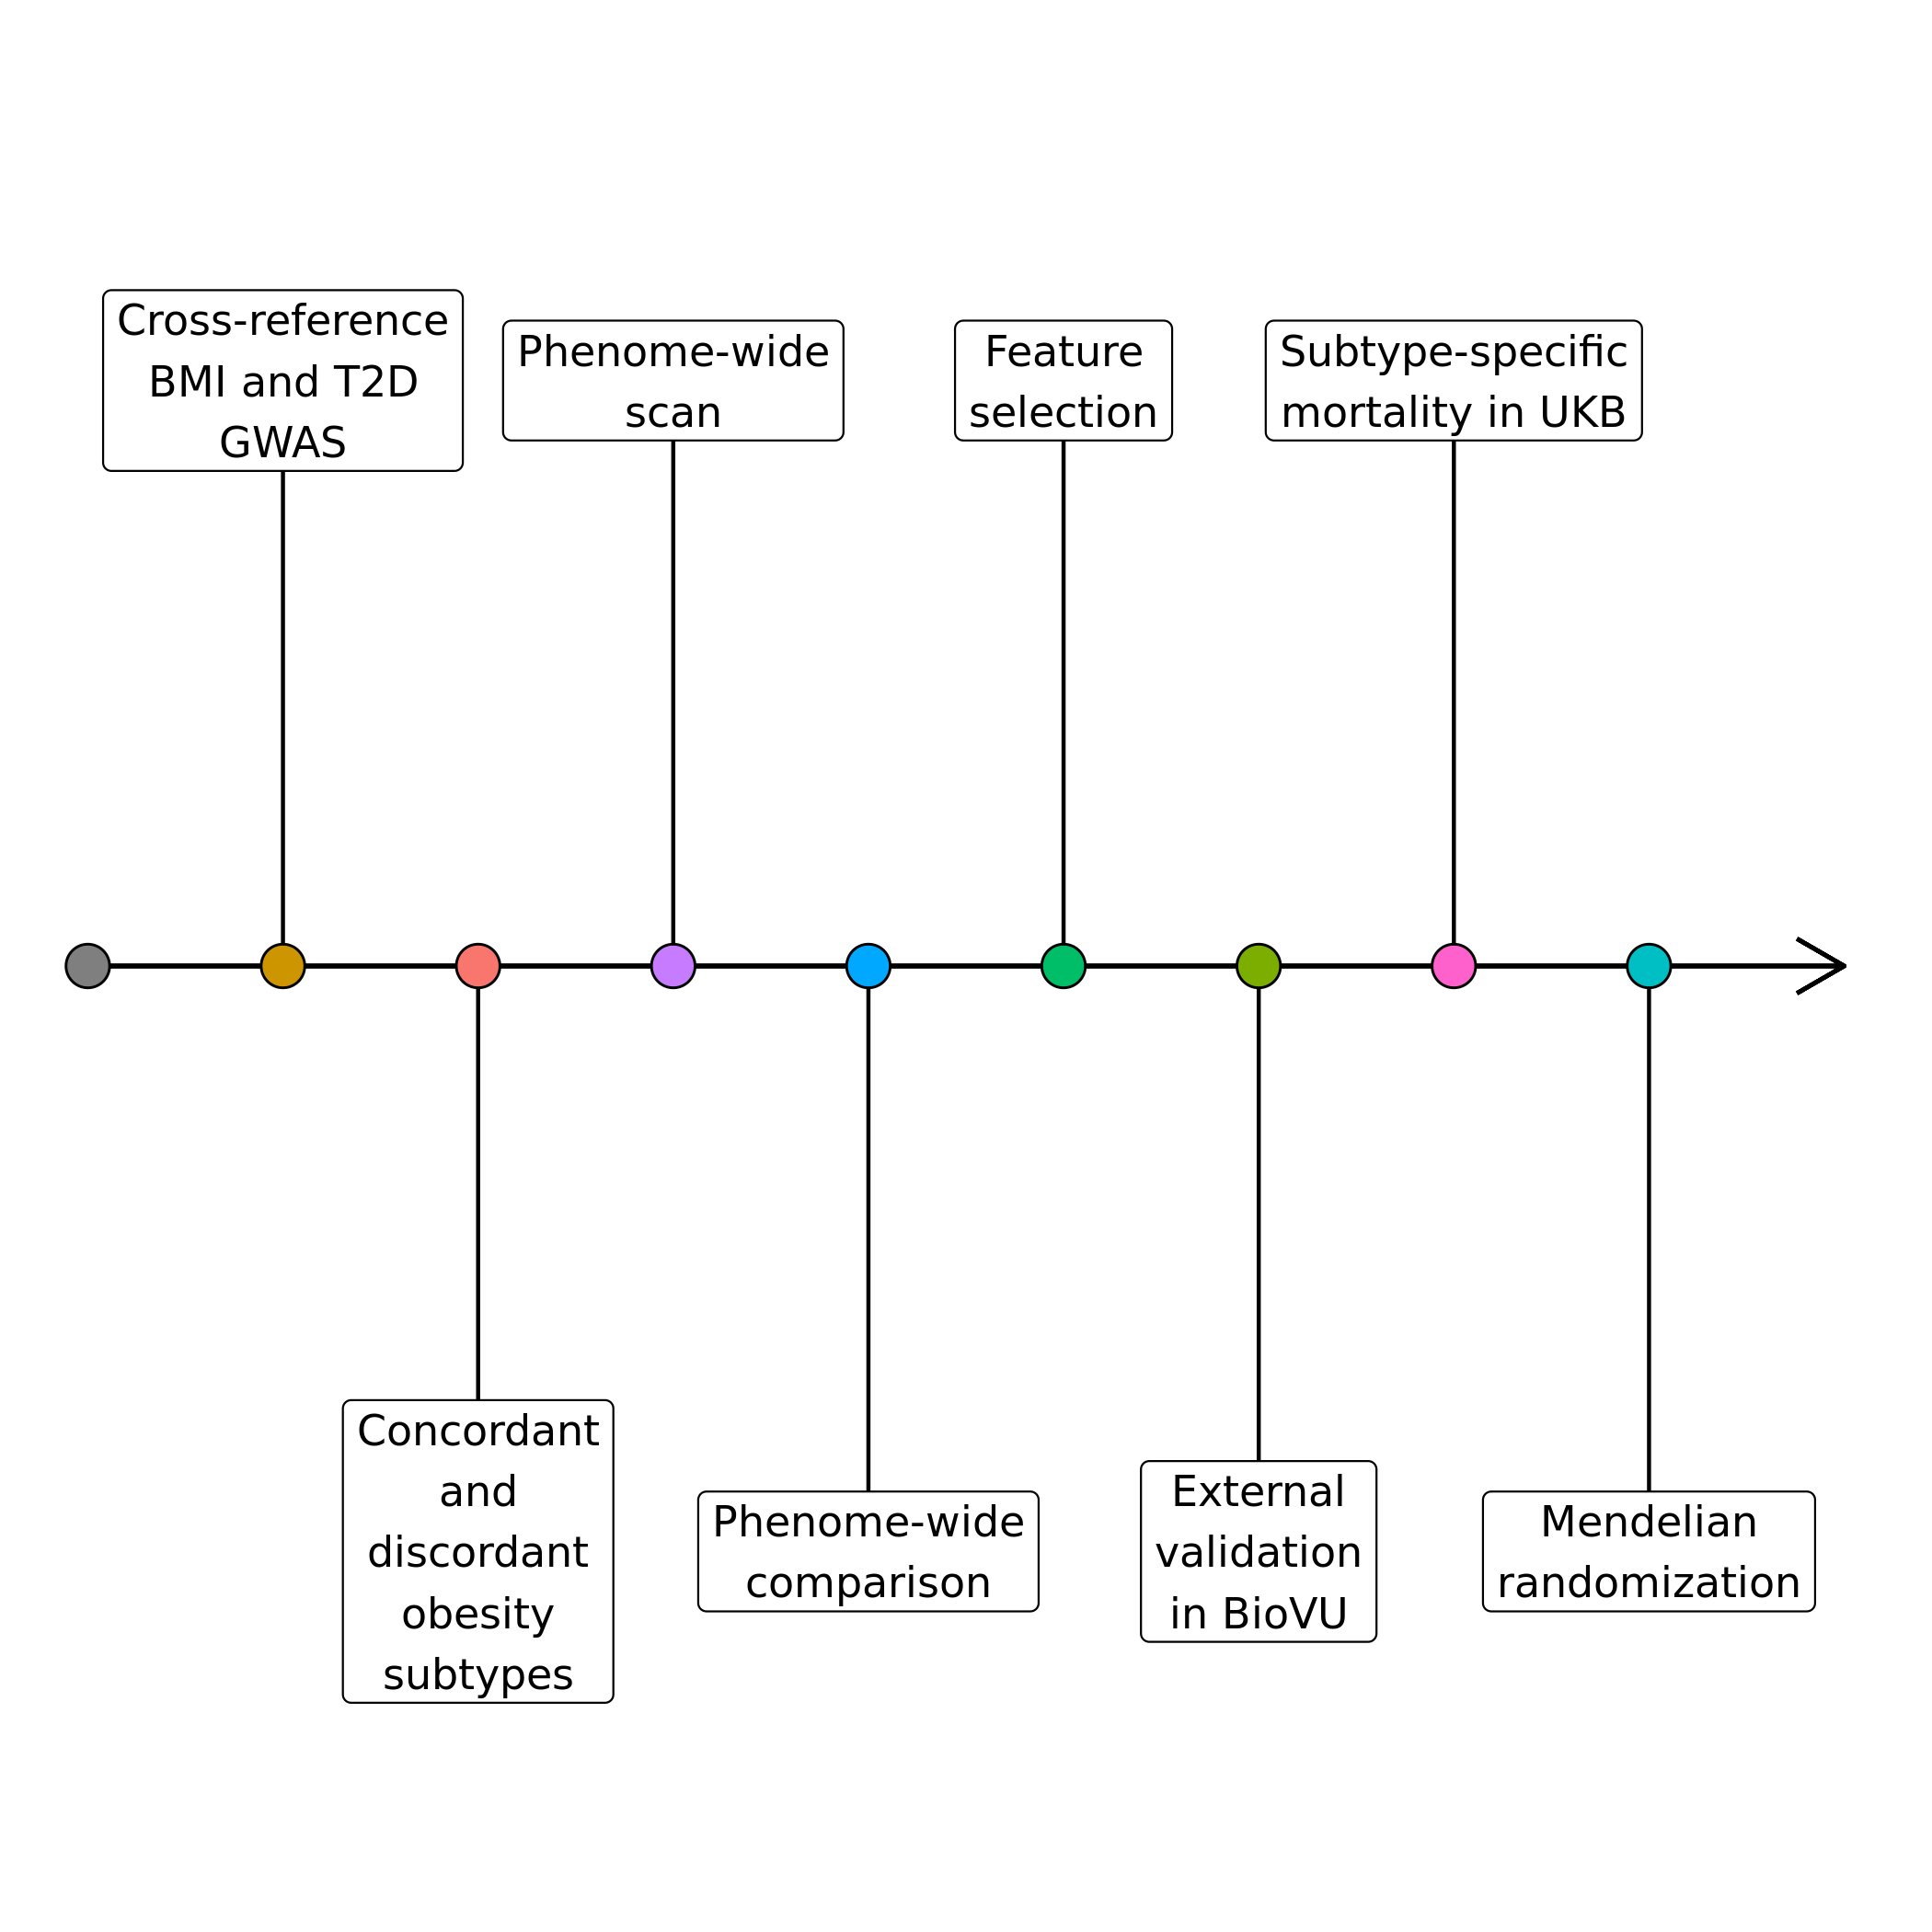 Cross-reference
BMI and T2D
GWAS
Phenome-wide
scan
Feature
selection
Subtype-specific
mortality in UKB
Concordant
and
discordant
obesity
subtypes
Phenome-wide
comparison
External
validation
in BioVU
Mendelian
randomization